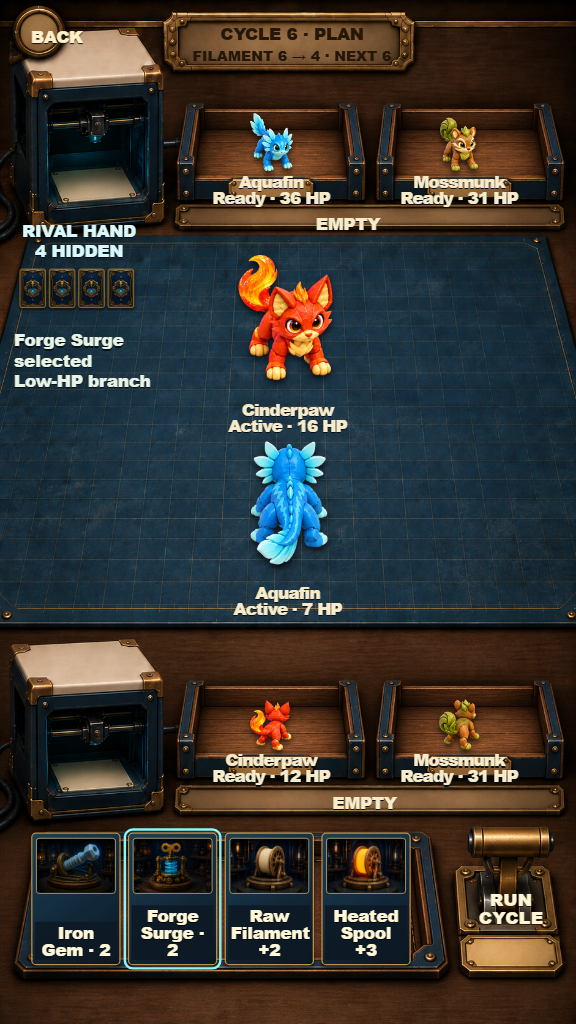 BACK
CYCLE 6 · PLAN
FILAMENT 6 → 4 · NEXT 6
Aquafin
Ready · 36 HP
Mossmunk
Ready · 31 HP
EMPTY
RIVAL HAND
4 HIDDEN
Forge Surge
selected
Low-HP branch
Cinderpaw
Active · 16 HP
Aquafin
Active · 7 HP
Cinderpaw
Ready · 12 HP
Mossmunk
Ready · 31 HP
EMPTY
Iron
Gem · 2
Forge
Surge ·
2
Raw
Filament
+2
Heated
Spool
+3
RUN
CYCLE